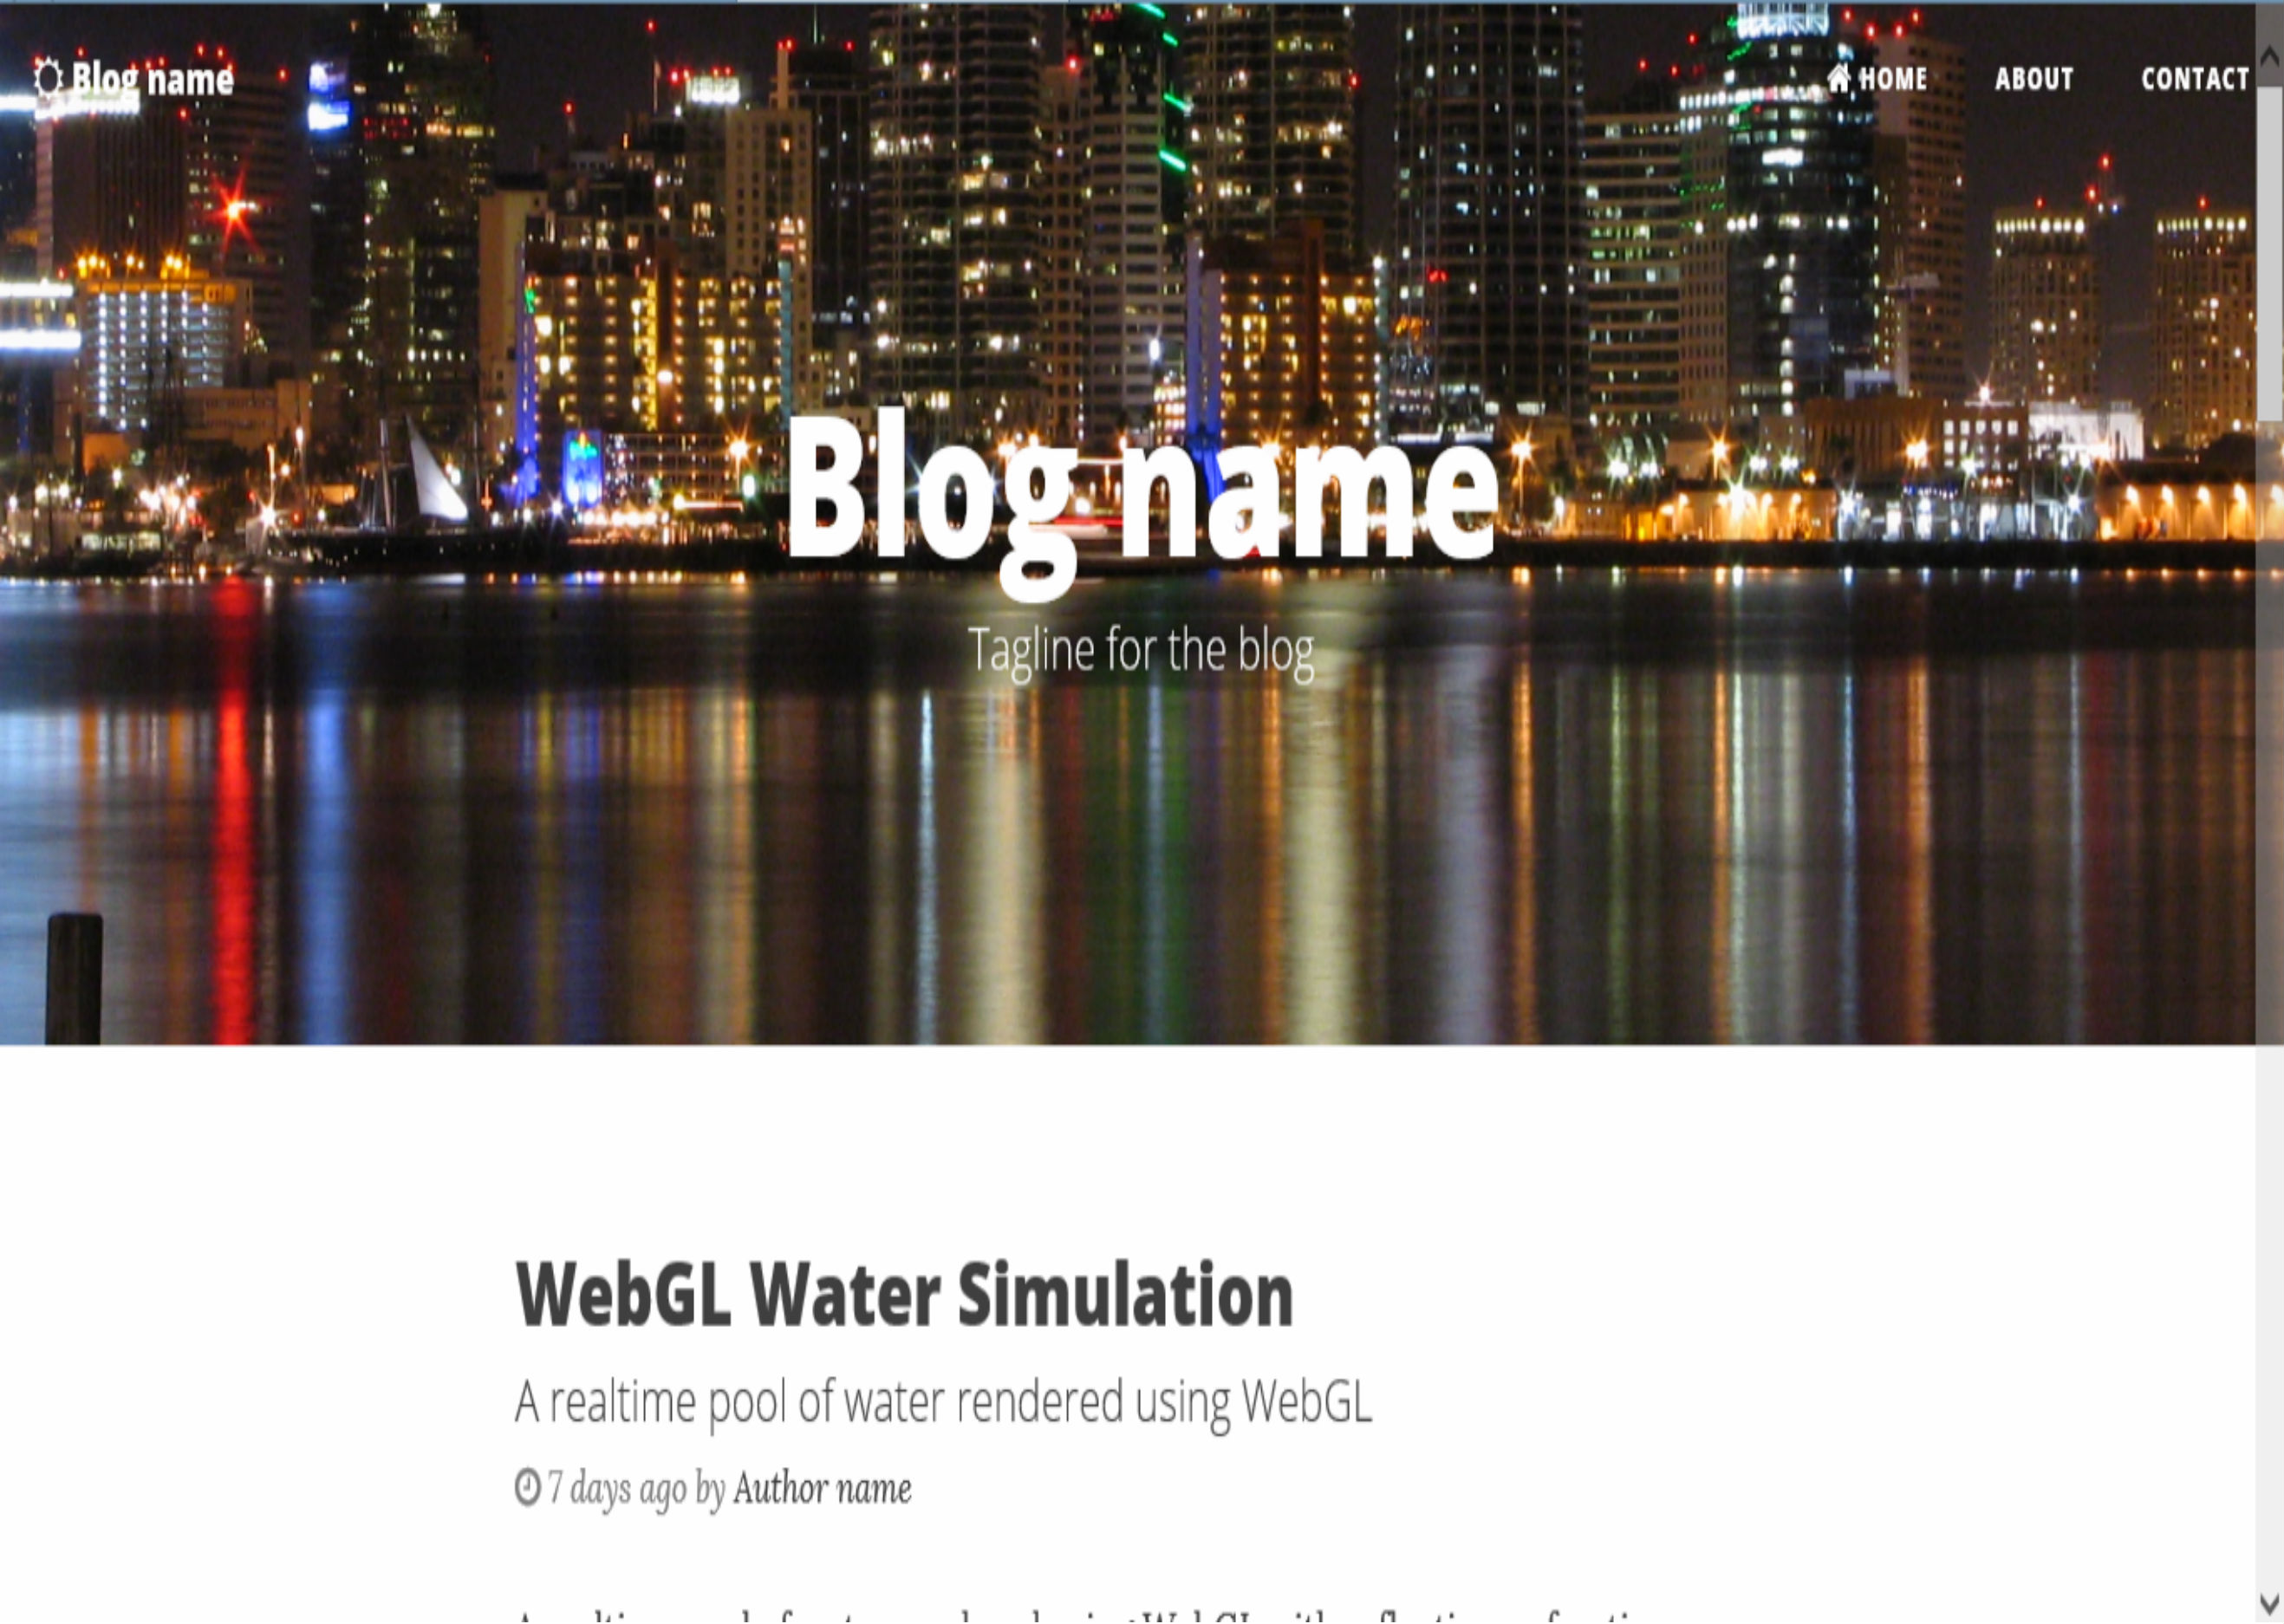 Blog name
HOME ABOUT CONTACT
Blog name
Tagline for the blog
WebGL Water Simulation
A realtime pool of water rendered using WebGL
7 days ago by Author name